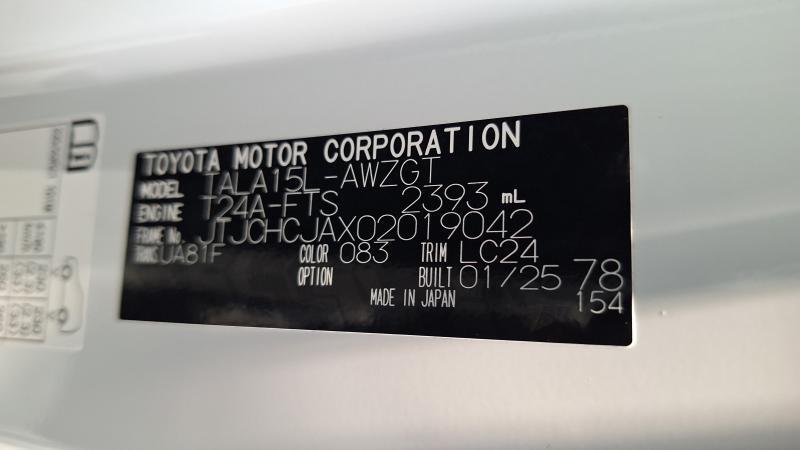 TOYOTA MOTOR CORPORATION
MODEL TALA15L-AWZGT
ENGINE T24A-FTS 2393 mL
FRAME No. JTJCHCJAX02019042
TRANS UA81F COLOR 083 TRIM LC24
OPTION BUILT 01/25 78
MADE IN JAPAN 154